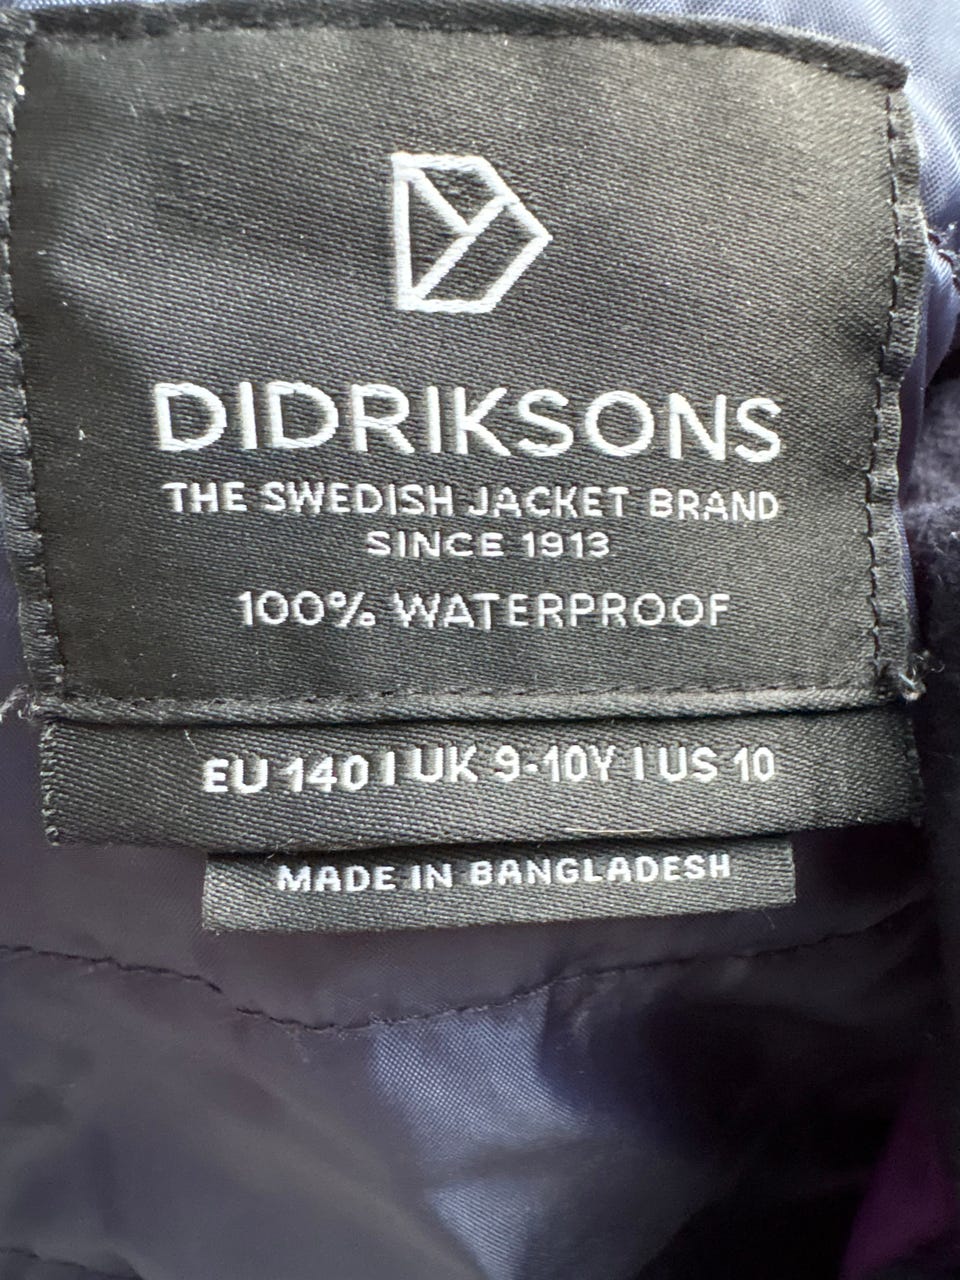 DIDRIKSONS
THE SWEDISH JACKET BRAND
SINCE 1913
100% WATERPROOF
EU 140 | UK 9-10Y | US 10
MADE IN BANGLADESH